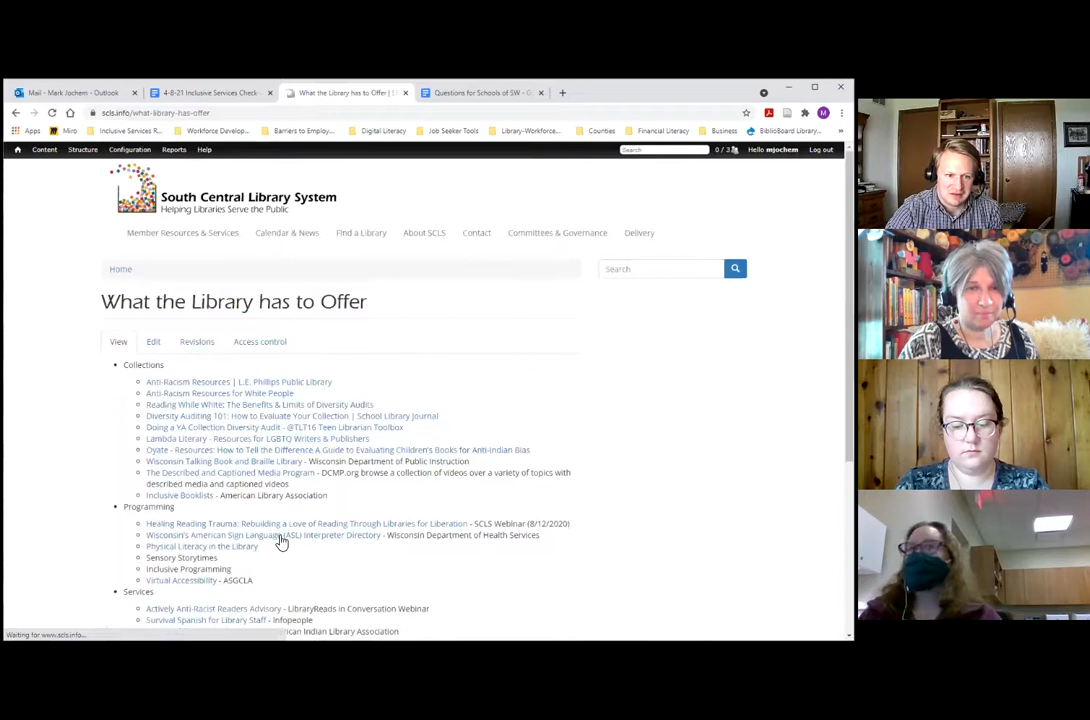 Mail - Mark Jochem - Outlook
4-8-21 Inclusive Services Check
What the Library has to Offer | S
Questions for Schools of SW - G
scls.info/what-library-has-offer
Apps Miro Inclusive Services R... Workforce Develop... Barriers to Employ... Digital Literacy Job Seeker Tools Library-Workforce... Counties Financial Literacy Business BiblioBoard Library...
Content Structure Configuration Reports Help Search 0 / 3 Hello mjochem Log out
South Central Library System
Helping Libraries Serve the Public
Member Resources & Services Calendar & News Find a Library About SCLS Contact Committees & Governance Delivery
Home Search
What the Library has to Offer
View Edit Revisions Access control
Collections
Anti-Racism Resources | L.E. Phillips Public Library
Anti-Racism Resources for White People
Reading While White: The Benefits & Limits of Diversity Audits
Diversity Auditing 101: How to Evaluate Your Collection | School Library Journal
Doing a YA Collection Diversity Audit - @TLT16 Teen Librarian Toolbox
Lambda Literary - Resources for LGBTQ Writers & Publishers
Oyate - Resources: How to Tell the Difference A Guide to Evaluating Children's Books for Anti-Indian Bias
Wisconsin Talking Book and Braille Library - Wisconsin Department of Public Instruction
The Described and Captioned Media Program - DCMP.org browse a collection of videos over a variety of topics with
described media and captioned videos
Inclusive Booklists - American Library Association
Programming
Healing Reading Trauma: Rebuilding a Love of Reading Through Libraries for Liberation - SCLS Webinar (8/12/2020)
Wisconsin's American Sign Language (ASL) Interpreter Directory - Wisconsin Department of Health Services
Physical Literacy in the Library
Sensory Storytimes
Inclusive Programming
Virtual Accessibility - ASGCLA
Services
Actively Anti-Racist Readers Advisory - LibraryReads in Conversation Webinar
Survival Spanish for Library Staff - Infopeople
American Indian Library Association
Waiting for www.scls.info...